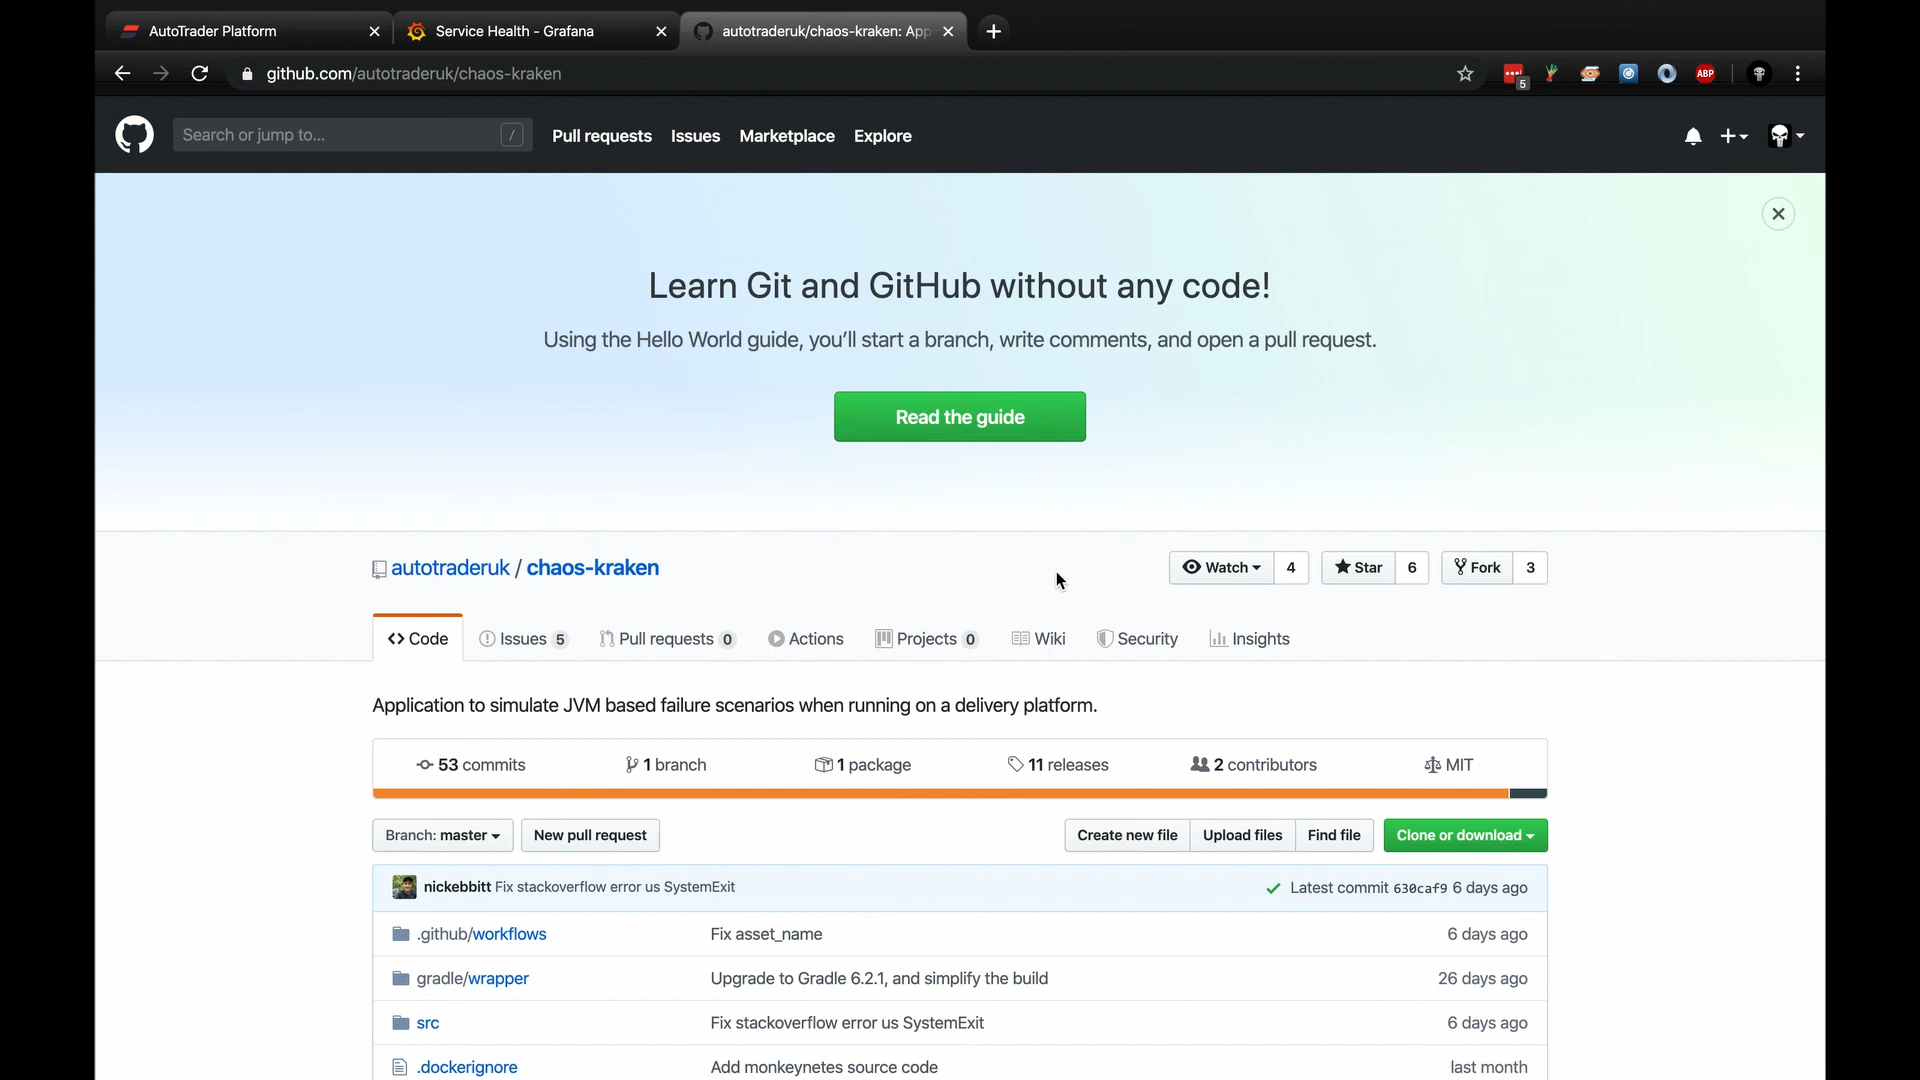 AutoTrader Platform
Service Health - Grafana
autotraderuk/chaos-kraken: App
github.com/autotraderuk/chaos-kraken
5
ABP
Search or jump to...
/
Pull requests
Issues
Marketplace
Explore
Learn Git and GitHub without any code!
Using the Hello World guide, you’ll start a branch, write comments, and open a pull request.
Read the guide
autotraderuk / chaos-kraken
Watch 4
Star 6
Fork 3
Code
Issues 5
Pull requests 0
Actions
Projects 0
Wiki
Security
Insights
Application to simulate JVM based failure scenarios when running on a delivery platform.
53 commits
1 branch
1 package
11 releases
2 contributors
MIT
Branch: master
New pull request
Create new file
Upload files
Find file
Clone or download
nickebbitt Fix stackoverflow error us SystemExit
Latest commit 630caf9 6 days ago
.github/workflows
Fix asset_name
6 days ago
gradle/wrapper
Upgrade to Gradle 6.2.1, and simplify the build
26 days ago
src
Fix stackoverflow error us SystemExit
6 days ago
.dockerignore
Add monkeynetes source code
last month